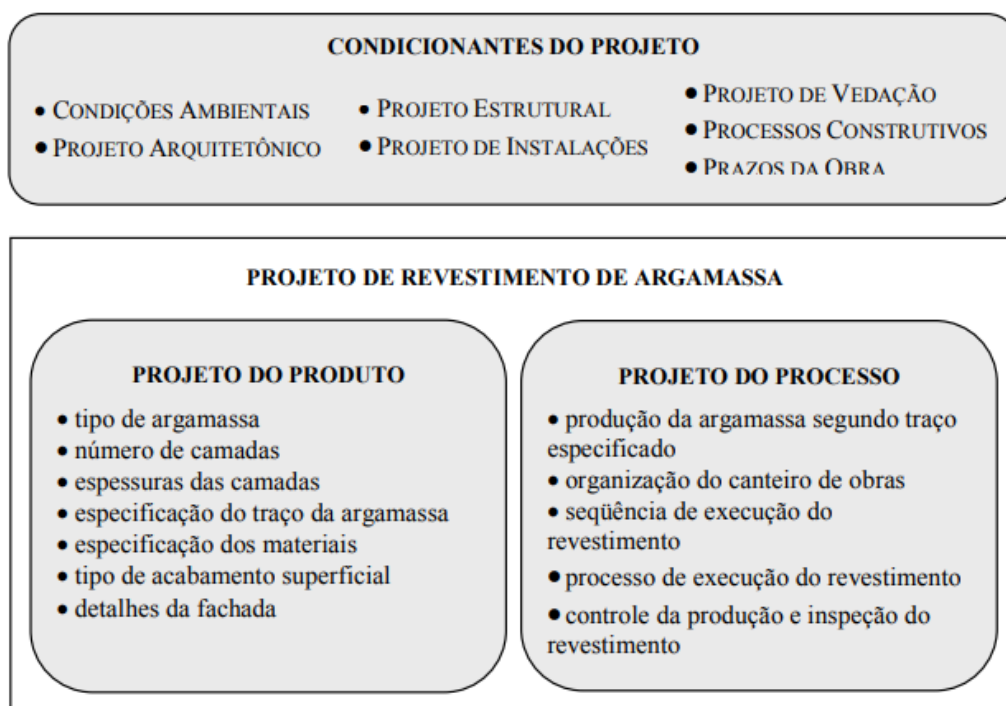 CONDICIONANTES DO PROJETO
• CONDIÇÕES AMBIENTAIS
• PROJETO ARQUITETÔNICO
• PROJETO ESTRUTURAL
• PROJETO DE INSTALAÇÕES
• PROJETO DE VEDAÇÃO
• PROCESSOS CONSTRUTIVOS
• PRAZOS DA OBRA
PROJETO DE REVESTIMENTO DE ARGAMASSA
PROJETO DO PRODUTO
• tipo de argamassa
• número de camadas
• espessuras das camadas
• especificação do traço da argamassa
• especificação dos materiais
• tipo de acabamento superficial
• detalhes da fachada
PROJETO DO PROCESSO
• produção da argamassa segundo traço
especificado
• organização do canteiro de obras
• seqüência de execução do
revestimento
• processo de execução do revestimento
• controle da produção e inspeção do
revestimento